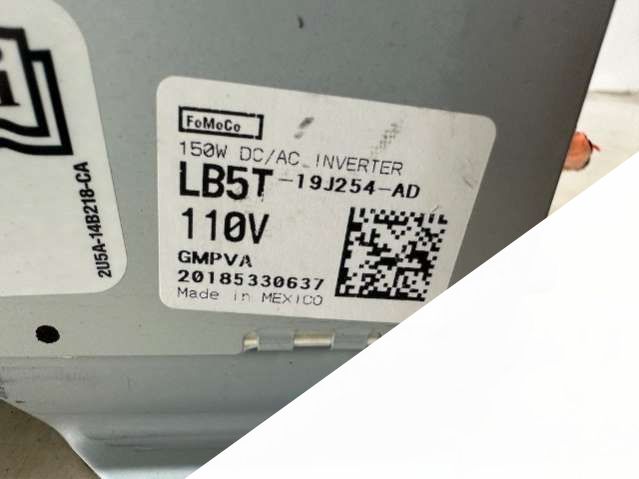 FoMoCo
150W DC/AC INVERTER
LB5T-19J254-AD
110V
GMPVA
20185330637
Made in MEXICO
2U5A-14B218-CA